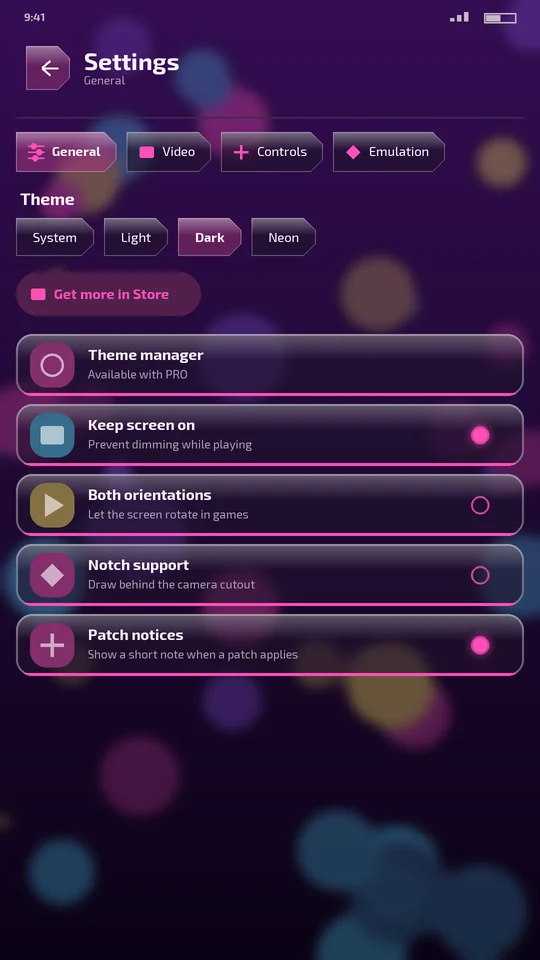 9:41
Settings
General
General
Video
Controls
Emulation
Theme
System
Light
Dark
Neon
Get more in Store
Theme manager
Available with PRO
Keep screen on
Prevent dimming while playing
Both orientations
Let the screen rotate in games
Notch support
Draw behind the camera cutout
Patch notices
Show a short note when a patch applies